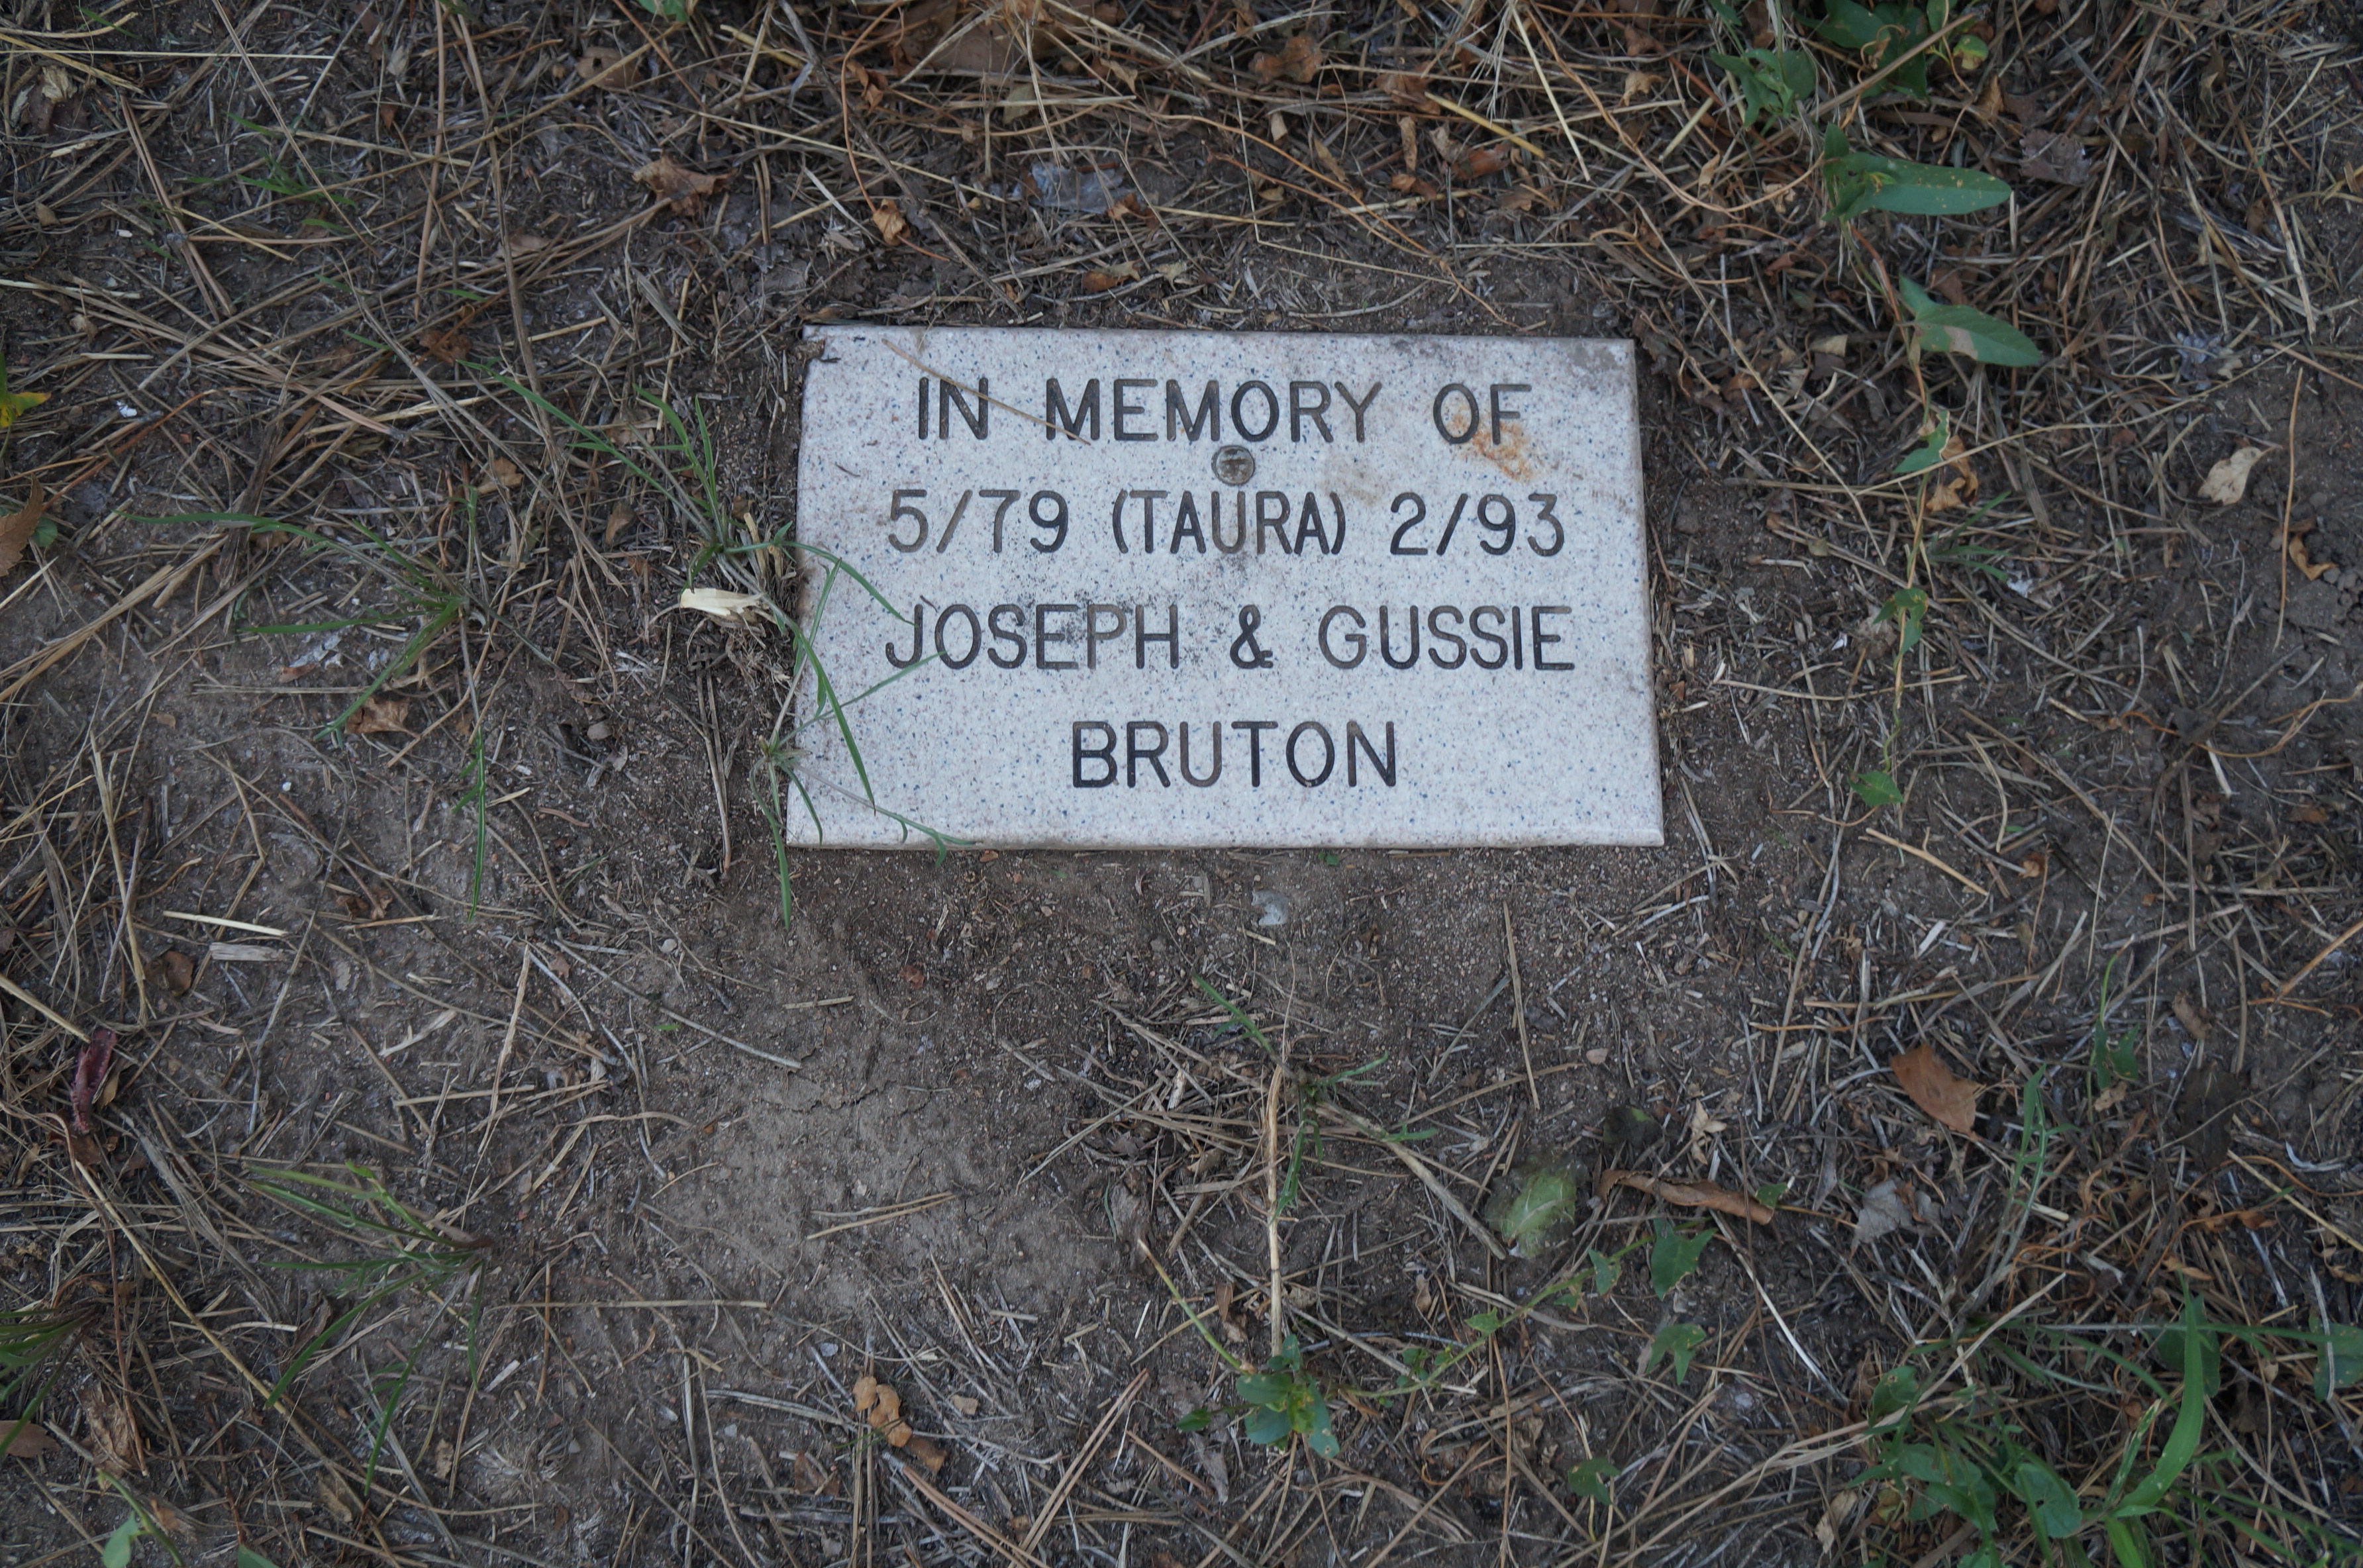 IN MEMORY OF
5/79 (TAURA) 2/93
JOSEPH & GUSSIE
BRUTON